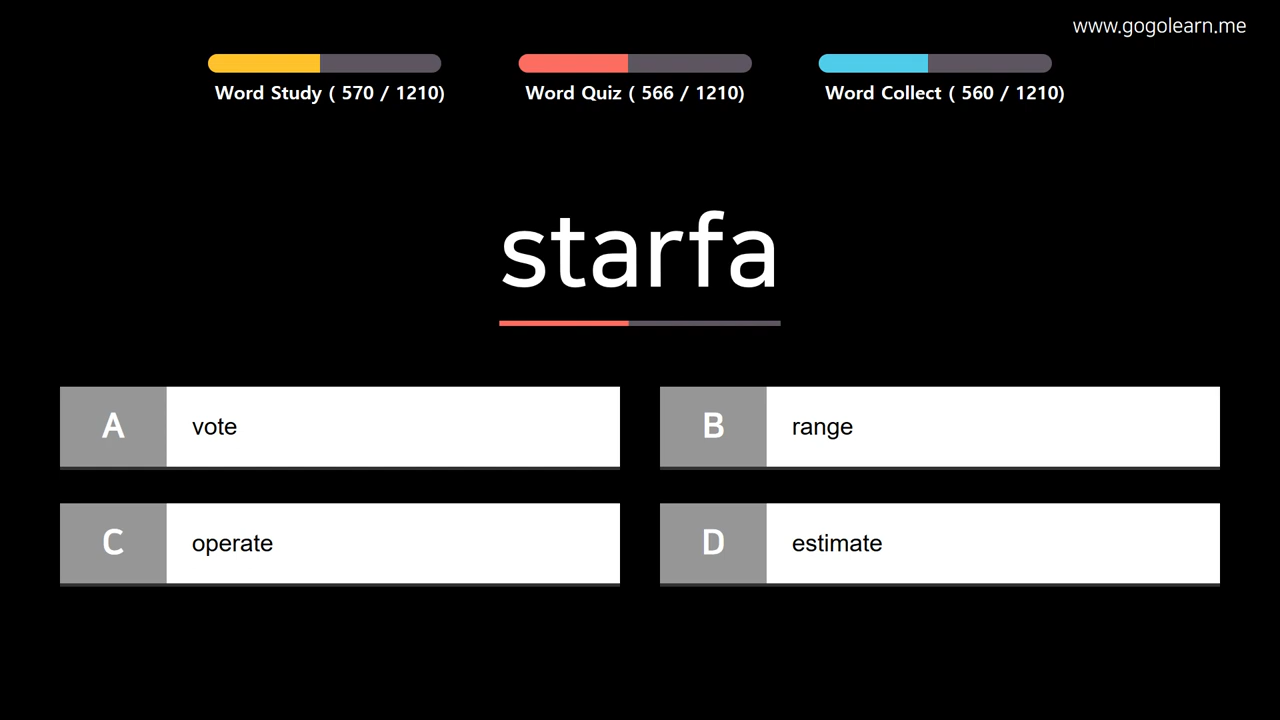 www.gogolearn.me
Word Study ( 570 / 1210)
Word Quiz ( 566 / 1210)
Word Collect ( 560 / 1210)
starfa
A vote
B range
C operate
D estimate